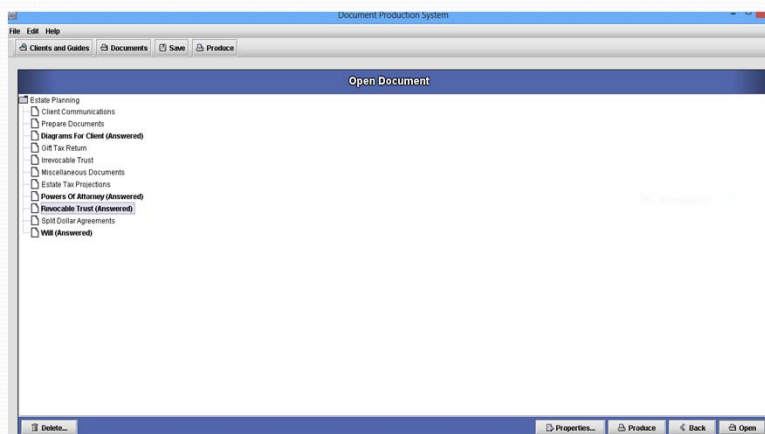 Document Production System
File Edit Help
Clients and Guides Documents Save Produce
Open Document
Estate Planning
Client Communications
Prepare Documents
Diagrams For Client (Answered)
Gift Tax Return
Irrevocable Trust
Miscellaneous Documents
Estate Tax Projections
Powers Of Attorney (Answered)
Revocable Trust (Answered)
Split Dollar Agreements
Will (Answered)
Delete... Properties... Produce Back Open